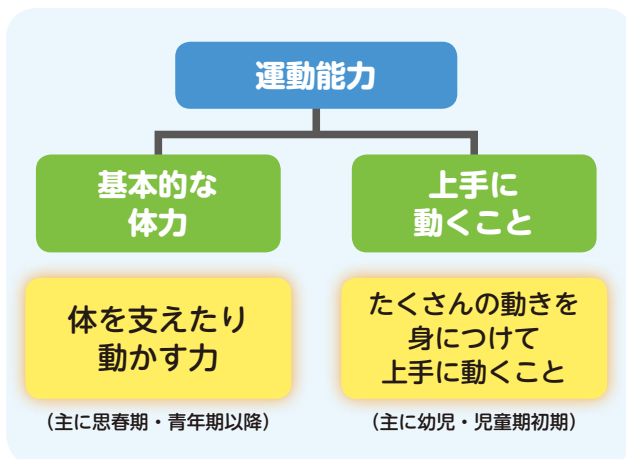 運動能力
基本的な
体力
上手に
動くこと
体を支えたり
動かす力
たくさんの動きを
身につけて
上手に動くこと
（主に思春期・青年期以降）
（主に幼児・児童期初期）